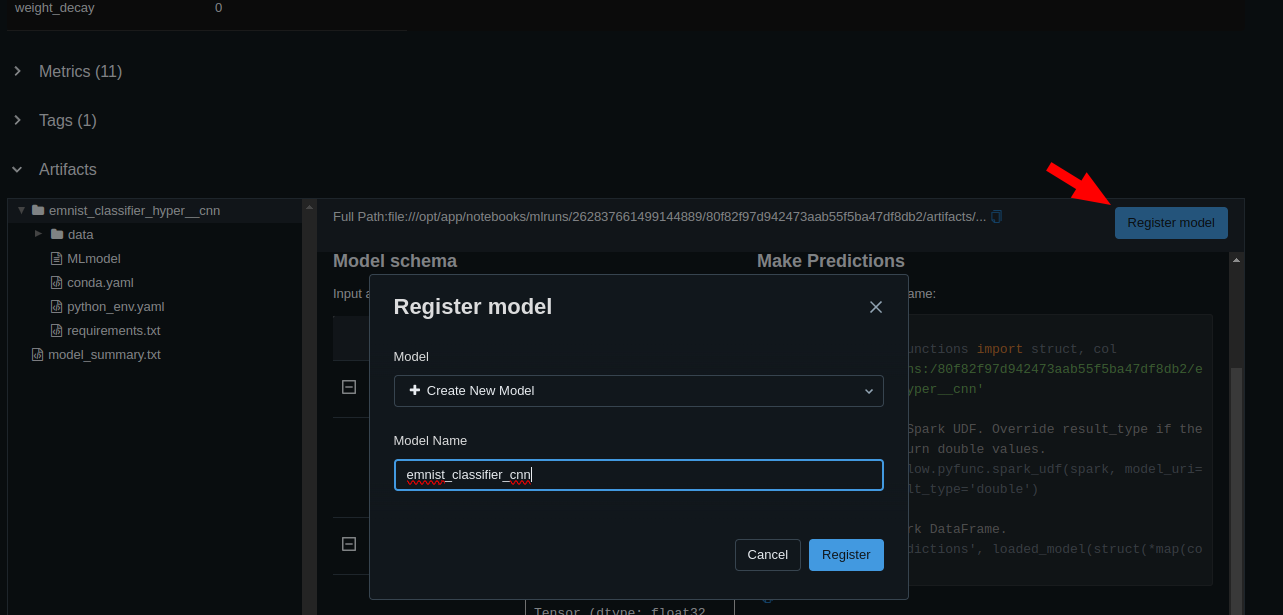 weight_decay 0
Metrics (11)
Tags (1)
Artifacts
emnist_classifier_hyper__cnn
data
MLmodel
conda.yaml
python_env.yaml
requirements.txt
model_summary.txt
Full Path:file:///opt/app/notebooks/mlruns/262837661499144889/80f82f97d942473aab55f5ba47df8db2/artifacts/...
Register model
Model schema
Input
Make Predictions
ame:
unctions import struct, col
ns:/80f82f97d942473aab55f5ba47df8db2/e
yper__cnn'
Spark UDF. Override result_type if the
urn double values.
low.pyfunc.spark_udf(spark, model_uri=
lt_type='double')
rk DataFrame.
dictions', loaded_model(struct(*map(co
Register model
Model
Create New Model
Model Name
emnist_classifier_cnn
Cancel
Register
Tensor (dtype: float32